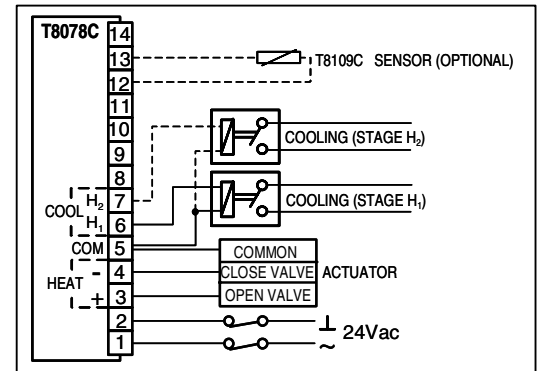 T8078C
14
13
T8109C SENSOR (OPTIONAL)
12
11
10
COOLING (STAGE H₂)
9
8
H₂ 7
COOL
COOLING (STAGE H₁)
H₁ 6
COM 5
COMMON
HEAT
- 4
CLOSE VALVE ACTUATOR
+ 3
OPEN VALVE
2
24Vac
1
~